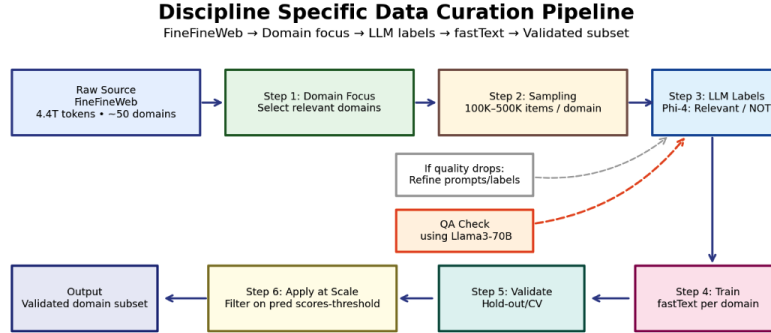 Discipline Specific Data Curation Pipeline
FineFineWeb → Domain focus → LLM labels → fastText → Validated subset
Raw Source
FineFineWeb
4.4T tokens • ~50 domains
Step 1: Domain Focus
Select relevant domains
Step 2: Sampling
100K–500K items / domain
Step 3: LLM Labels
Phi-4: Relevant / NOT
If quality drops:
Refine prompts/labels
QA Check
using Llama3-70B
Output
Validated domain subset
Step 6: Apply at Scale
Filter on pred scores-threshold
Step 5: Validate
Hold-out/CV
Step 4: Train
fastText per domain